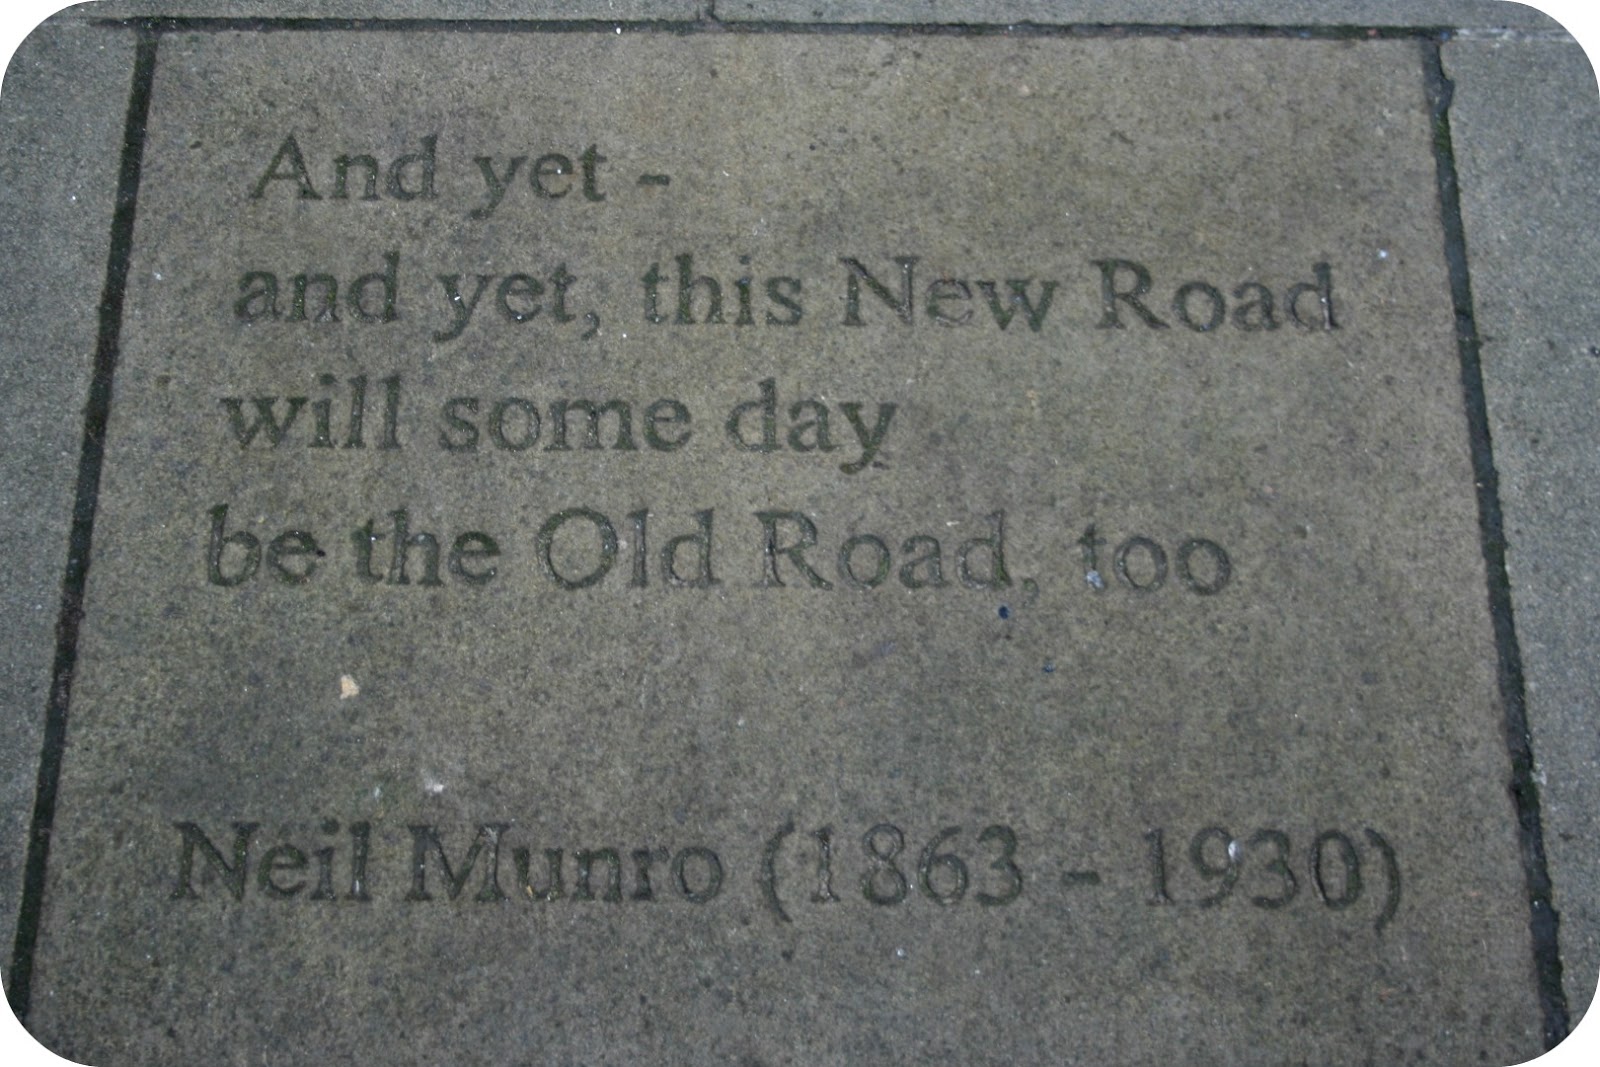 And yet -
and yet, this New Road
will some day
be the Old Road, too
Neil Munro (1863 - 1930)